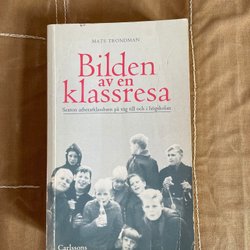 MATS TRONDMAN
Bilden
av en
klassresa
Sexton arbetarklassbarn på väg till och i högskolan
Carlssons